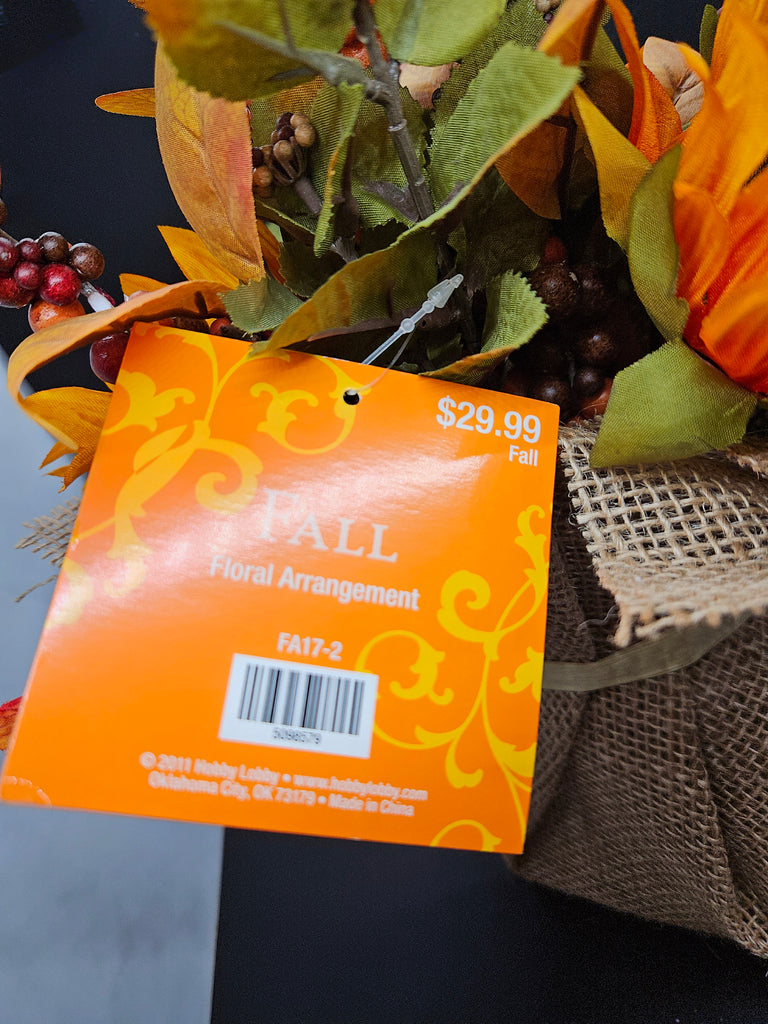 $29.99
Fall
FALL
Floral Arrangement
FA17-2
5098579
© 2011 Hobby Lobby • www.hobbylobby.com
Oklahoma City, OK 73179 • Made in China